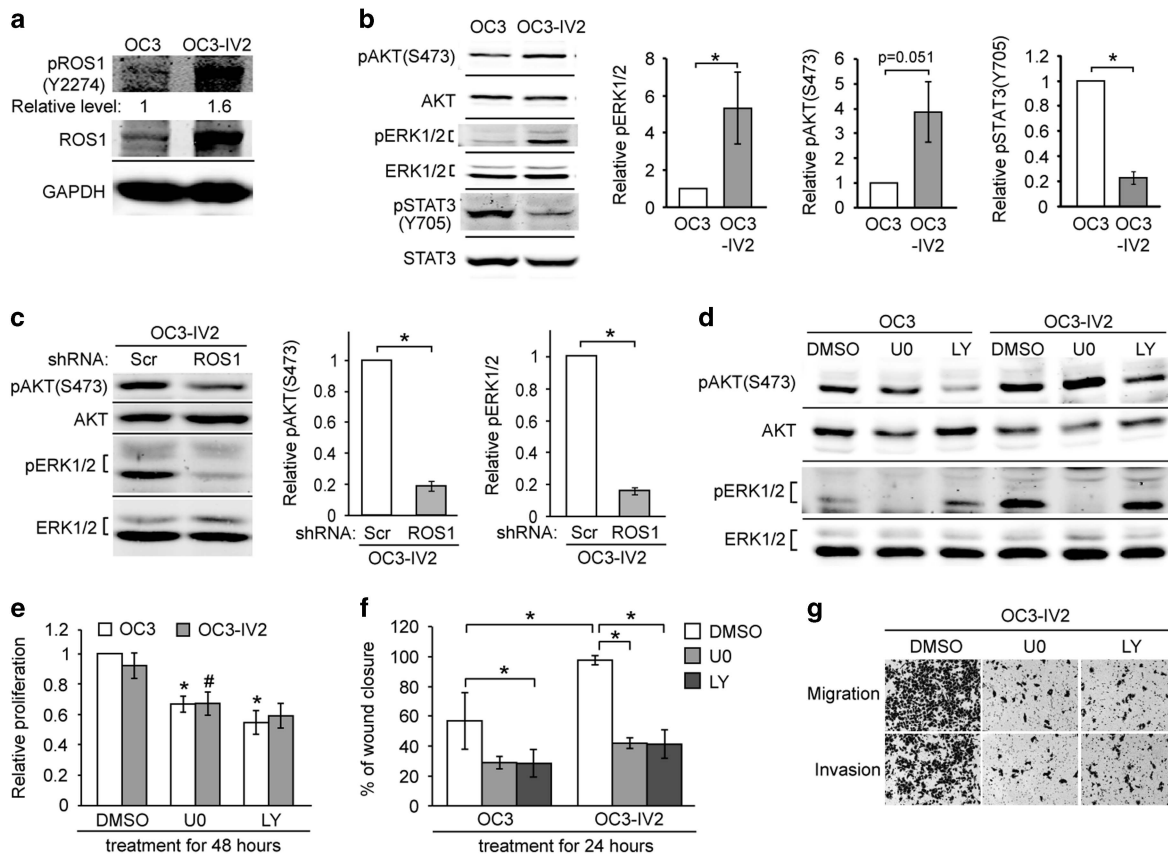 a
OC3 OC3-IV2
pROS1
(Y2274)
Relative level: 1 1.6
ROS1
GAPDH
b
OC3 OC3-IV2
pAKT(S473)
AKT
pERK1/2
ERK1/2
pSTAT3
(Y705)
STAT3
Relative pERK1/2
10
8
6
4
2
0
*
OC3
OC3
-IV2
Relative pAKT(S473)
6
5
4
3
2
1
0
p=0.051
OC3
OC3
-IV2
Relative pSTAT3(Y705)
1.2
1
0.8
0.6
0.4
0.2
0
*
OC3
OC3
-IV2
c
OC3-IV2
shRNA: Scr ROS1
pAKT(S473)
AKT
pERK1/2
ERK1/2
Relative pAKT(S473)
1.2
1
0.8
0.6
0.4
0.2
0
*
shRNA: Scr ROS1
OC3-IV2
Relative pERK1/2
1.2
1
0.8
0.6
0.4
0.2
0
*
shRNA: Scr ROS1
OC3-IV2
d
OC3 OC3-IV2
DMSO U0 LY DMSO U0 LY
pAKT(S473)
AKT
pERK1/2
ERK1/2
e
Relative proliferation
1.2
1
0.8
0.6
0.4
0.2
0
OC3 OC3-IV2
* # *
DMSO U0 LY
treatment for 48 hours
f
% of wound closure
120
100
80
60
40
20
0
* * * *
DMSO
U0
LY
OC3 OC3-IV2
treatment for 24 hours
g
OC3-IV2
DMSO U0 LY
Migration
Invasion